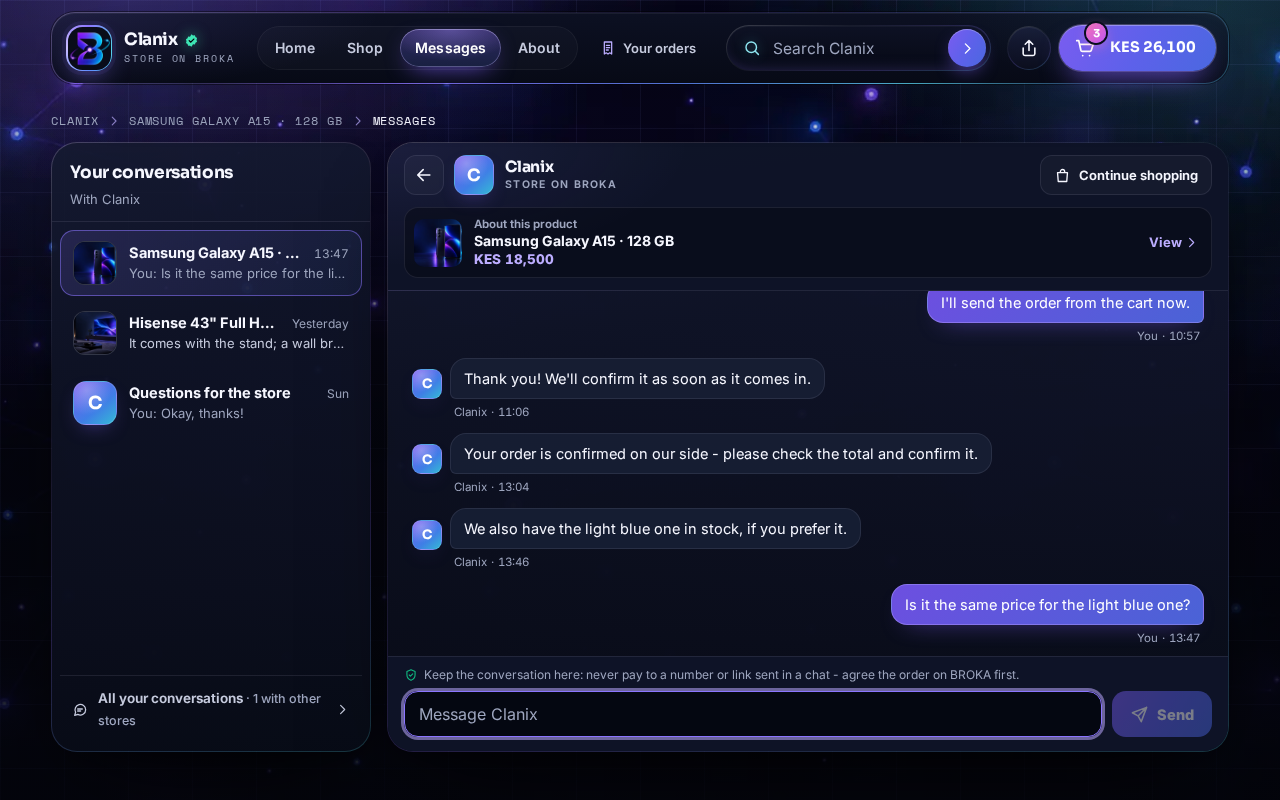 Clanix
STORE ON BROKA
Home
Shop
Messages
About
Your orders
Search Clanix
3
KES 26,100
CLANIX > SAMSUNG GALAXY A15 · 128 GB > MESSAGES
Your conversations
With Clanix
Samsung Galaxy A15 · ... 13:47
You: Is it the same price for the li...
Hisense 43" Full H... Yesterday
It comes with the stand; a wall br...
C
Questions for the store Sun
You: Okay, thanks!
All your conversations · 1 with other
stores
C
Clanix
STORE ON BROKA
Continue shopping
About this product
Samsung Galaxy A15 · 128 GB
KES 18,500
View
I'll send the order from the cart now.
You · 10:57
C
Thank you! We'll confirm it as soon as it comes in.
Clanix · 11:06
C
Your order is confirmed on our side - please check the total and confirm it.
Clanix · 13:04
C
We also have the light blue one in stock, if you prefer it.
Clanix · 13:46
Is it the same price for the light blue one?
You · 13:47
Keep the conversation here: never pay to a number or link sent in a chat - agree the order on BROKA first.
Message Clanix
Send